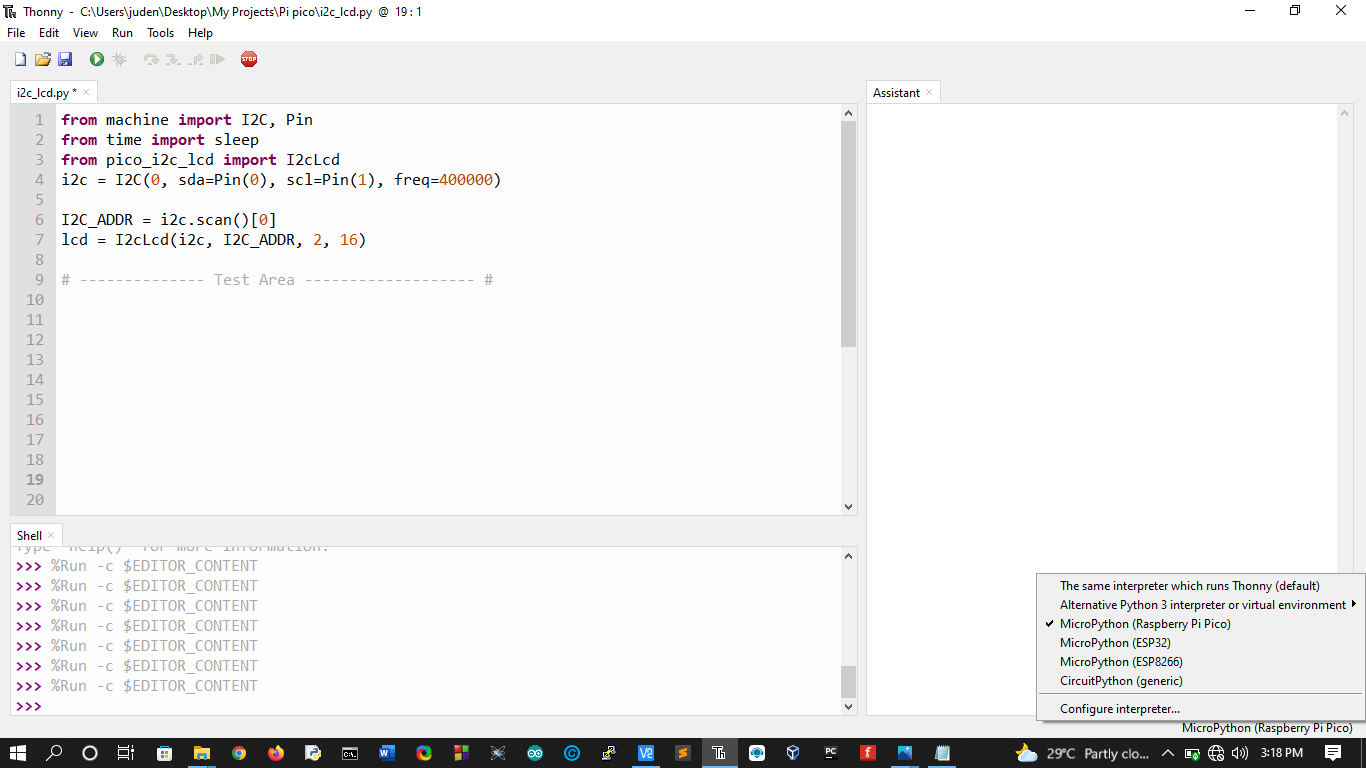 Thonny - C:\Users\juden\Desktop\My Projects\Pi pico\i2c_lcd.py @ 19 : 1
File Edit View Run Tools Help
STOP
i2c_lcd.py *
1 from machine import I2C, Pin
2 from time import sleep
3 from pico_i2c_lcd import I2cLcd
4 i2c = I2C(0, sda=Pin(0), scl=Pin(1), freq=400000)
5
6 I2C_ADDR = i2c.scan()[0]
7 lcd = I2cLcd(i2c, I2C_ADDR, 2, 16)
8
9 # -------------- Test Area ------------------- #
10
11
12
13
14
15
16
17
18
19
20
Assistant
Shell
Type "help()" for more information.
>>> %Run -c $EDITOR_CONTENT
>>> %Run -c $EDITOR_CONTENT
>>> %Run -c $EDITOR_CONTENT
>>> %Run -c $EDITOR_CONTENT
>>> %Run -c $EDITOR_CONTENT
>>> %Run -c $EDITOR_CONTENT
>>> %Run -c $EDITOR_CONTENT
>>>
The same interpreter which runs Thonny (default)
Alternative Python 3 interpreter or virtual environment
MicroPython (Raspberry Pi Pico)
MicroPython (ESP32)
MicroPython (ESP8266)
CircuitPython (generic)
Configure interpreter...
MicroPython (Raspberry Pi Pico)
29°C Partly clo... 3:18 PM